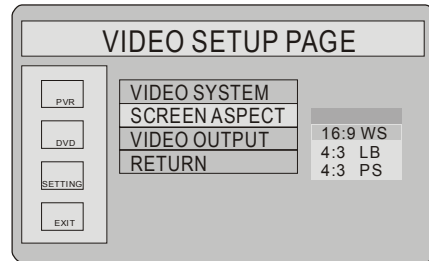 VIDEO SETUP PAGE
PVR
DVD
SETTING
EXIT
VIDEO SYSTEM
SCREEN ASPECT
VIDEO OUTPUT
RETURN
16:9 WS
4:3 LB
4:3 PS